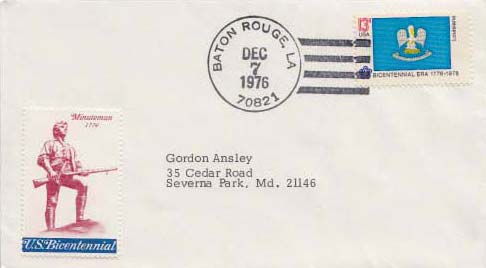 BATON ROUGE, LA
DEC
7
1976
70821
13c
USA
BICENTENNIAL ERA 1776-1976
Minuteman
1776
U.S. Bicentennial
Gordon Ansley
35 Cedar Road
Severna Park, Md. 21146